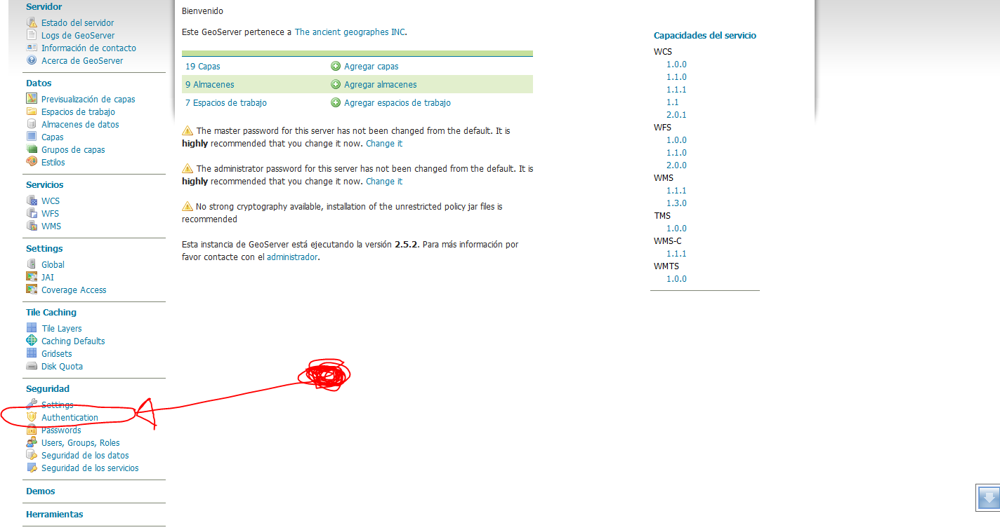 Servidor
Estado del servidor
Logs de GeoServer
Información de contacto
Acerca de GeoServer
Datos
Previsualización de capas
Espacios de trabajo
Almacenes de datos
Capas
Grupos de capas
Estilos
Servicios
WCS
WFS
WMS
Settings
Global
JAI
Coverage Access
Tile Caching
Tile Layers
Caching Defaults
Gridsets
Disk Quota
Seguridad
Settings
Authentication
Passwords
Users, Groups, Roles
Seguridad de los datos
Seguridad de los servicios
Demos
Herramientas
Bienvenido
Este GeoServer pertenece a The ancient geographes INC.
19 Capas Agregar capas
9 Almacenes Agregar almacenes
7 Espacios de trabajo Agregar espacios de trabajo
The master password for this server has not been changed from the default. It is
highly recommended that you change it now. Change it
The administrator password for this server has not been changed from the default. It is
highly recommended that you change it now. Change it
No strong cryptography available, installation of the unrestricted policy jar files is
recommended
Esta instancia de GeoServer está ejecutando la versión 2.5.2. Para más información por
favor contacte con el administrador.
Capacidades del servicio
WCS
1.0.0
1.1.0
1.1.1
1.1
2.0.1
WFS
1.0.0
1.1.0
2.0.0
WMS
1.1.1
1.3.0
TMS
1.0.0
WMS-C
1.1.1
WMTS
1.0.0